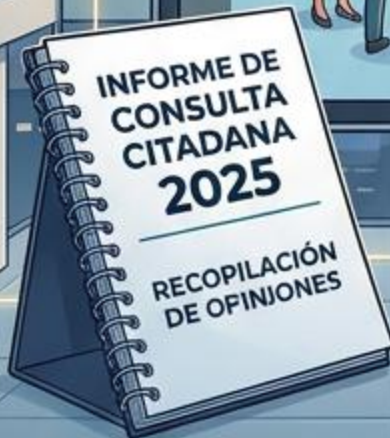 INFORME DE
CONSULTA
CITADANA
2025
RECOPILACIÓN
DE OFINJONES